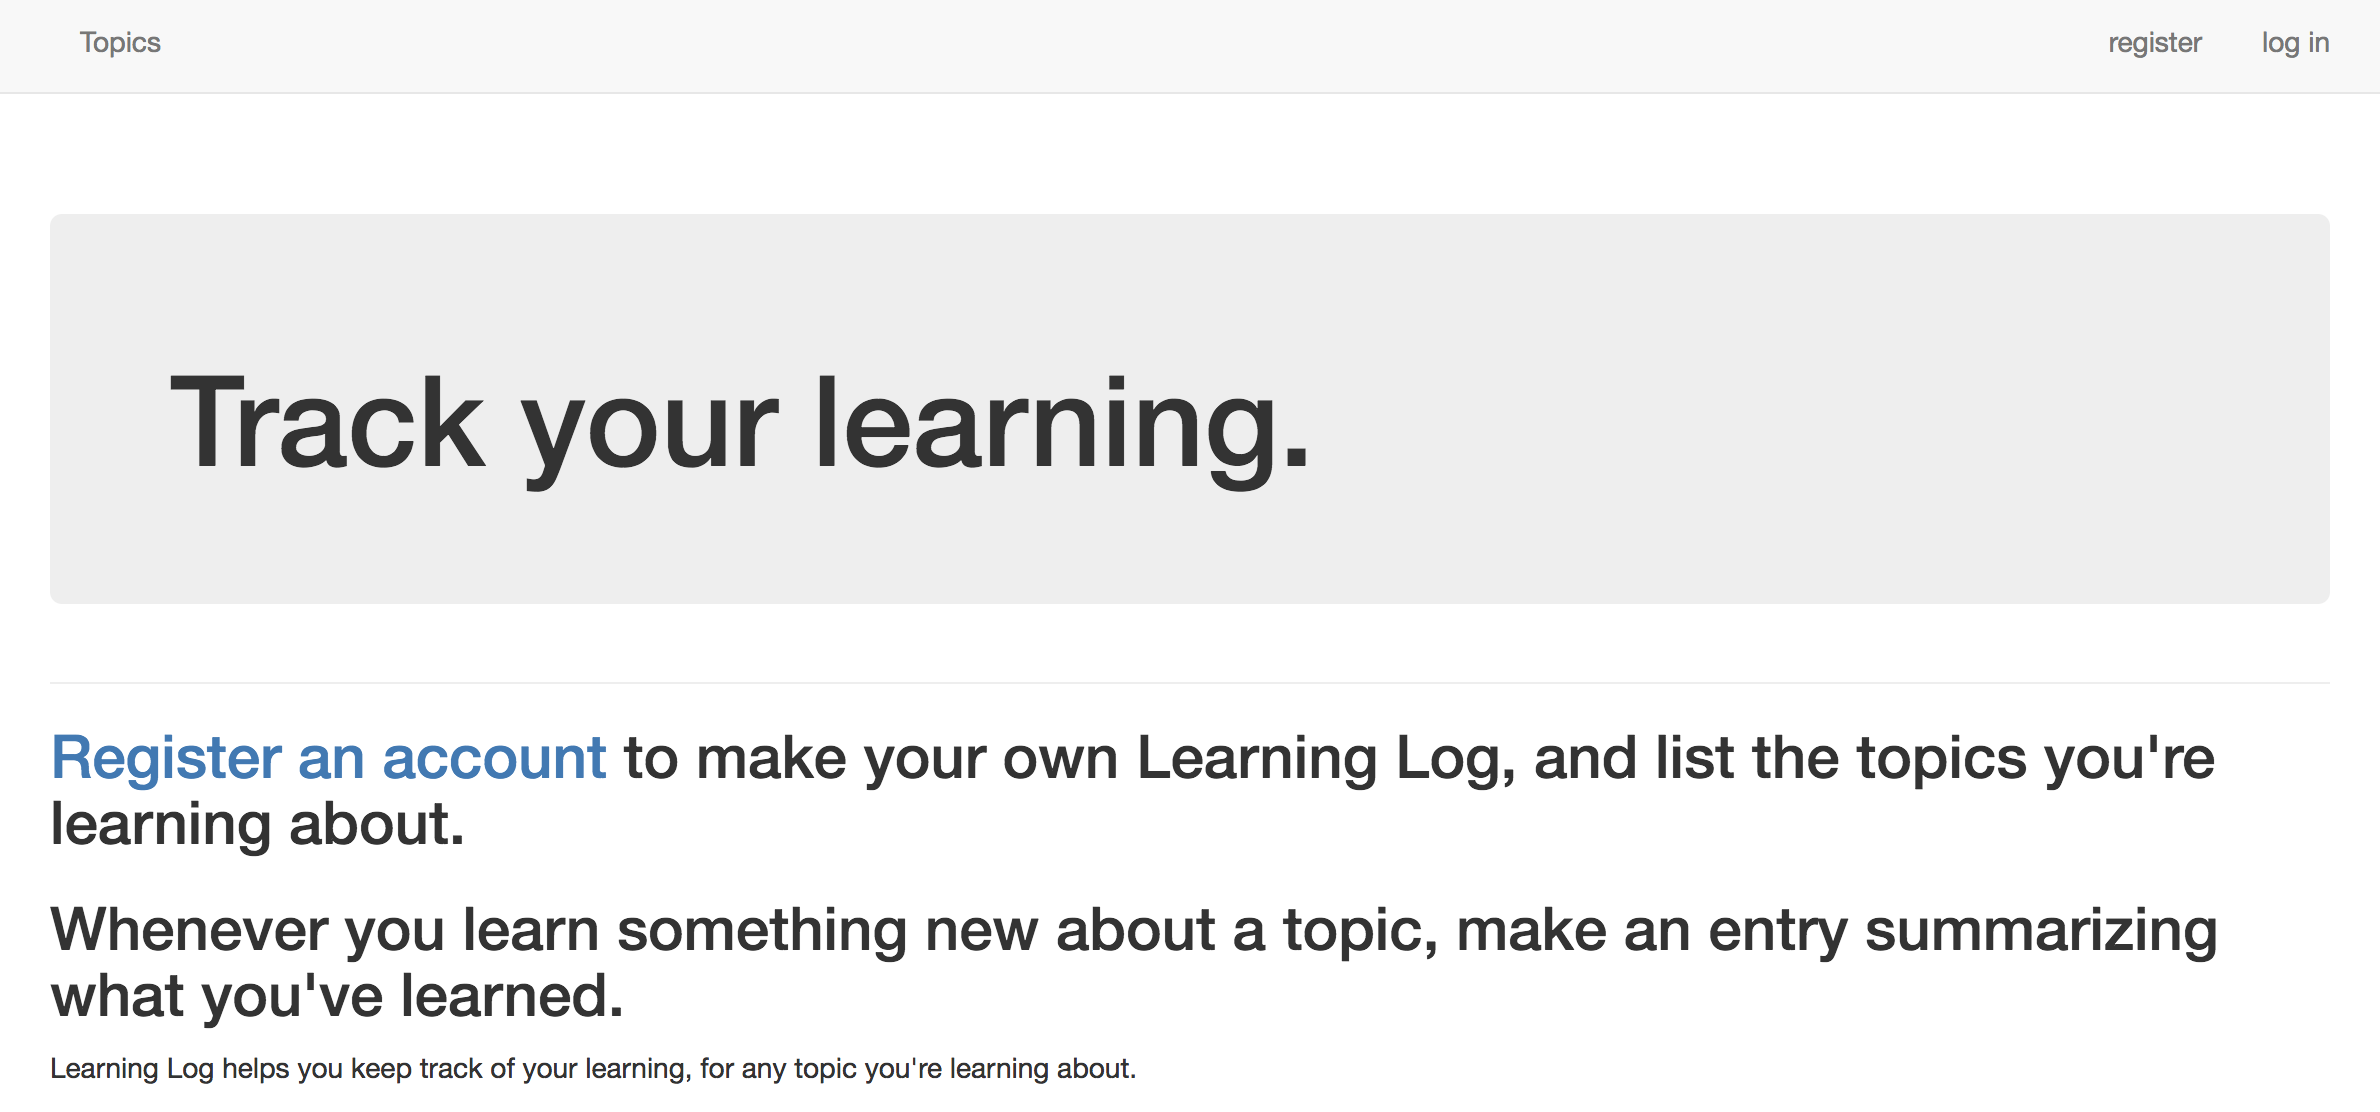 Topics register log in
Track your learning.
Register an account to make your own Learning Log, and list the topics you're
learning about.
Whenever you learn something new about a topic, make an entry summarizing
what you've learned.
Learning Log helps you keep track of your learning, for any topic you're learning about.